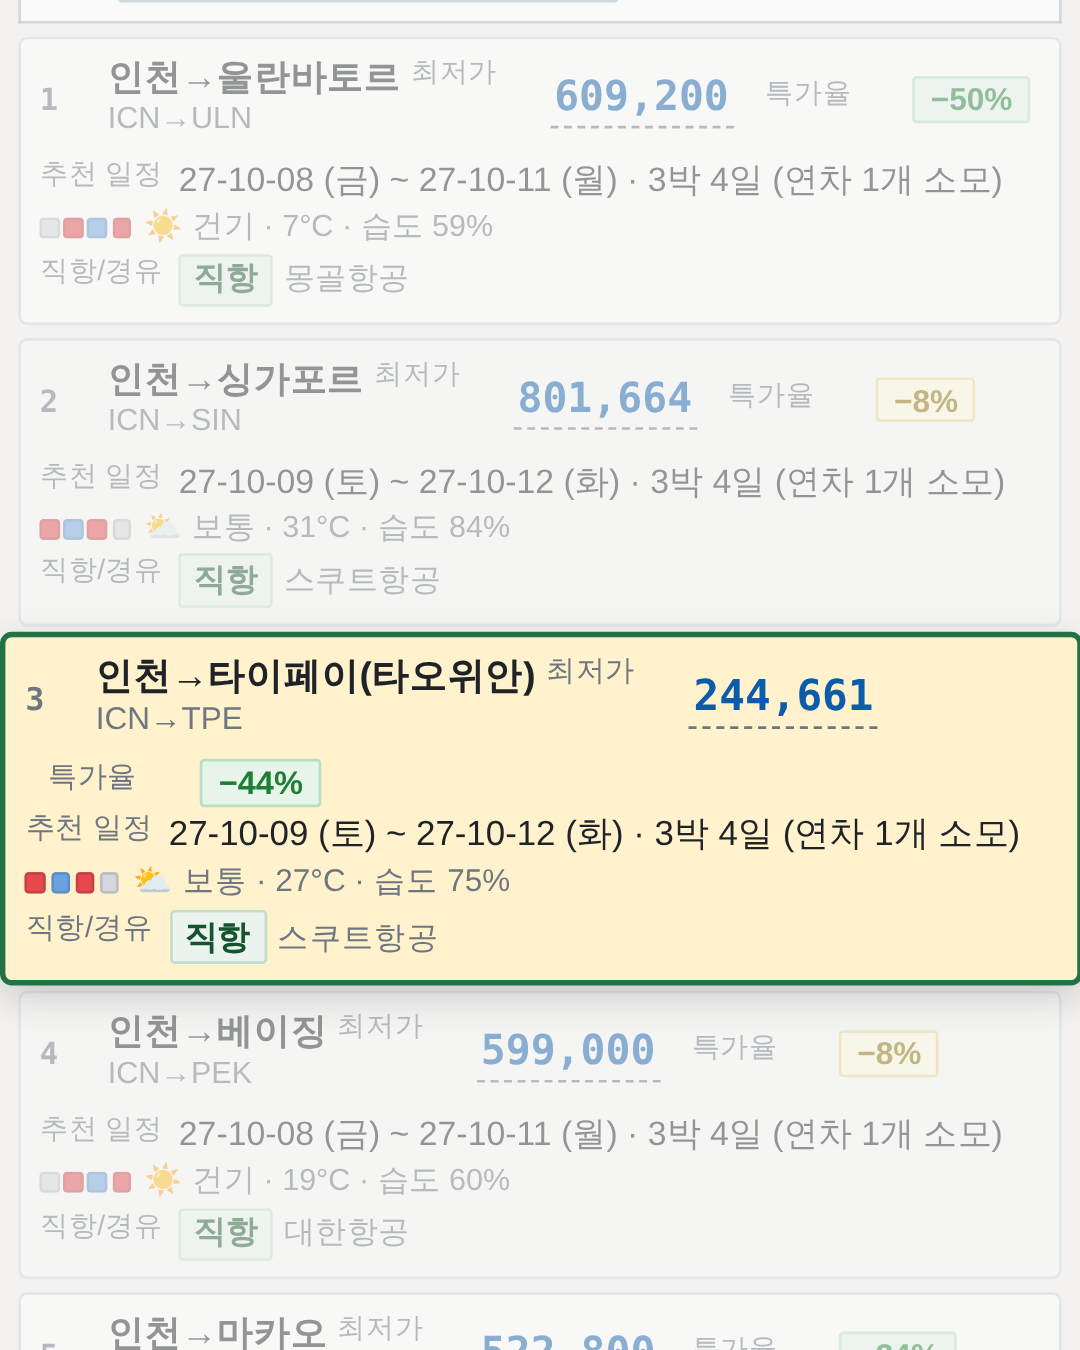 1 인천→울란바토르 최저가 609,200 특가율 −50%
ICN→ULN
추천 일정 27-10-08 (금) ~ 27-10-11 (월) · 3박 4일 (연차 1개 소모)
건기 · 7°C · 습도 59%
직항/경유 직항 몽골항공
2 인천→싱가포르 최저가 801,664 특가율 −8%
ICN→SIN
추천 일정 27-10-09 (토) ~ 27-10-12 (화) · 3박 4일 (연차 1개 소모)
보통 · 31°C · 습도 84%
직항/경유 직항 스쿠트항공
3 인천→타이페이(타오위안) 최저가 244,661
ICN→TPE
특가율 −44%
추천 일정 27-10-09 (토) ~ 27-10-12 (화) · 3박 4일 (연차 1개 소모)
보통 · 27°C · 습도 75%
직항/경유 직항 스쿠트항공
4 인천→베이징 최저가 599,000 특가율 −8%
ICN→PEK
추천 일정 27-10-08 (금) ~ 27-10-11 (월) · 3박 4일 (연차 1개 소모)
건기 · 19°C · 습도 60%
직항/경유 직항 대한항공
인천→마카오 최저가 522,800 특가율